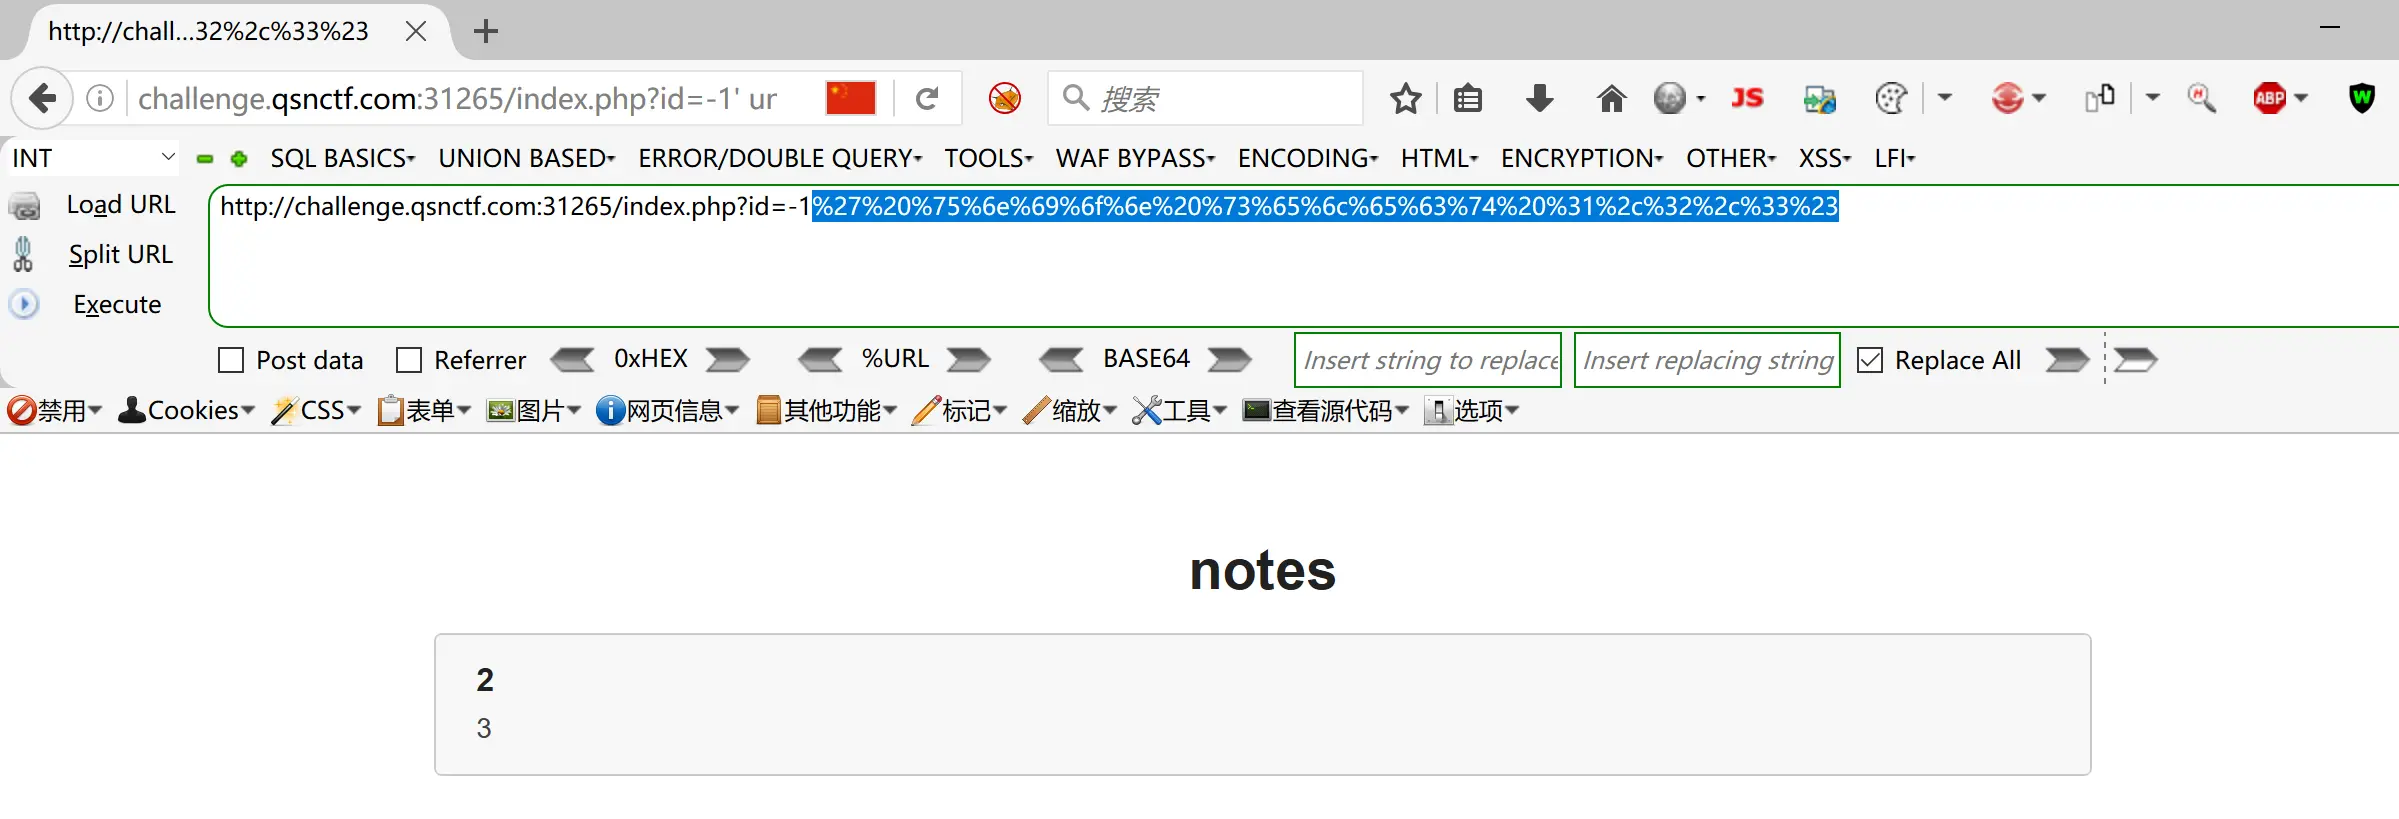 http://chall...32%2c%33%23
challenge.qsnctf.com:31265/index.php?id=-1' ur
搜索
JS
ABP
W
INT
SQL BASICS
UNION BASED
ERROR/DOUBLE QUERY
TOOLS
WAF BYPASS
ENCODING
HTML
ENCRYPTION
OTHER
XSS
LFI
Load URL
http://challenge.qsnctf.com:31265/index.php?id=-1%27%20%75%6e%69%6f%6e%20%73%65%6c%65%63%74%20%31%2c%32%2c%33%23
Split URL
Execute
Post data
Referrer
0xHEX
%URL
BASE64
Insert string to replace
Insert replacing string
Replace All
禁用
Cookies
CSS
表单
图片
网页信息
其他功能
标记
缩放
工具
查看源代码
选项
notes
2
3